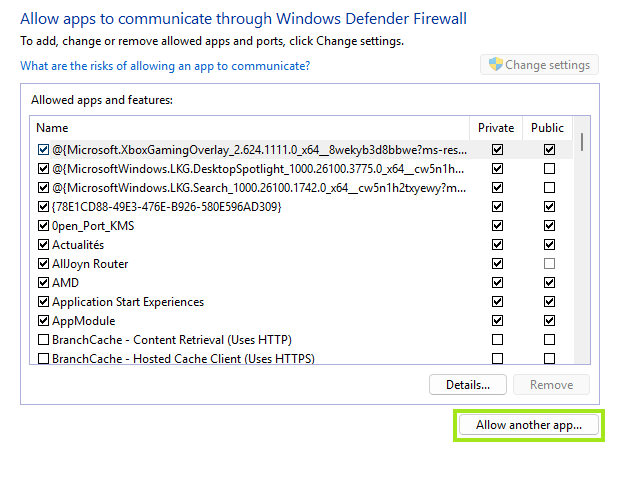 Allow apps to communicate through Windows Defender Firewall
To add, change or remove allowed apps and ports, click Change settings.
What are the risks of allowing an app to communicate?
Change settings
Allowed apps and features:
Name Private Public
@{Microsoft.XboxGamingOverlay_2.624.1111.0_x64__8wekyb3d8bbwe?ms-res...
@{MicrosoftWindows.LKG.DesktopSpotlight_1000.26100.3775.0_x64__cw5n1h...
@{MicrosoftWindows.LKG.Search_1000.26100.1742.0_x64__cw5n1h2txyewy?m...
{78E1CD88-49E3-476E-B926-580E596AD309}
0pen_Port_KMS
Actualités
AllJoyn Router
AMD
Application Start Experiences
AppModule
BranchCache - Content Retrieval (Uses HTTP)
BranchCache - Hosted Cache Client (Uses HTTPS)
Details... Remove
Allow another app...